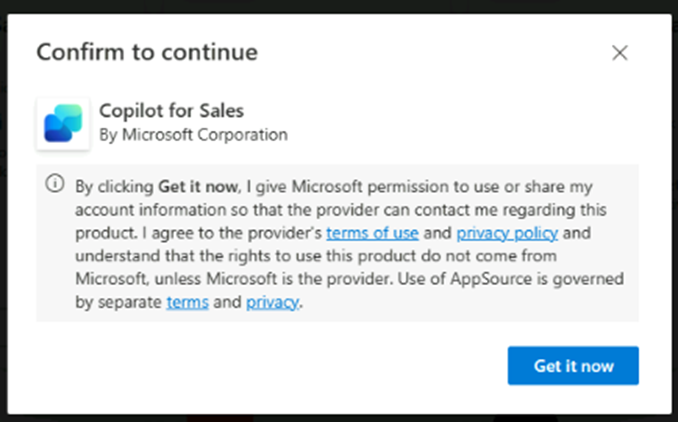 Confirm to continue
Copilot for Sales
By Microsoft Corporation
By clicking Get it now, I give Microsoft permission to use or share my
account information so that the provider can contact me regarding this
product. I agree to the provider's terms of use and privacy policy and
understand that the rights to use this product do not come from
Microsoft, unless Microsoft is the provider. Use of AppSource is governed
by separate terms and privacy.
Get it now